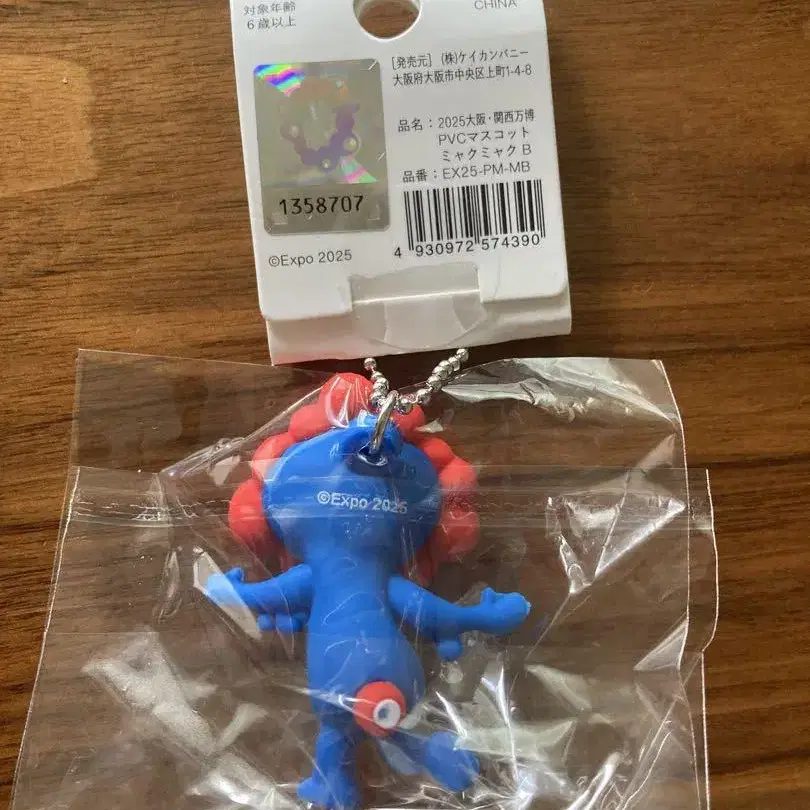 対象年齢
6歳以上
CHINA
[発売元] (株)ケイカンパニー
大阪府大阪市中央区上町1-4-8
品名：2025大阪・関西万博
PVCマスコット
ミャクミャク B
品番：EX25-PM-MB
1358707
4 930972 574390
©Expo 2025
©Expo 2025